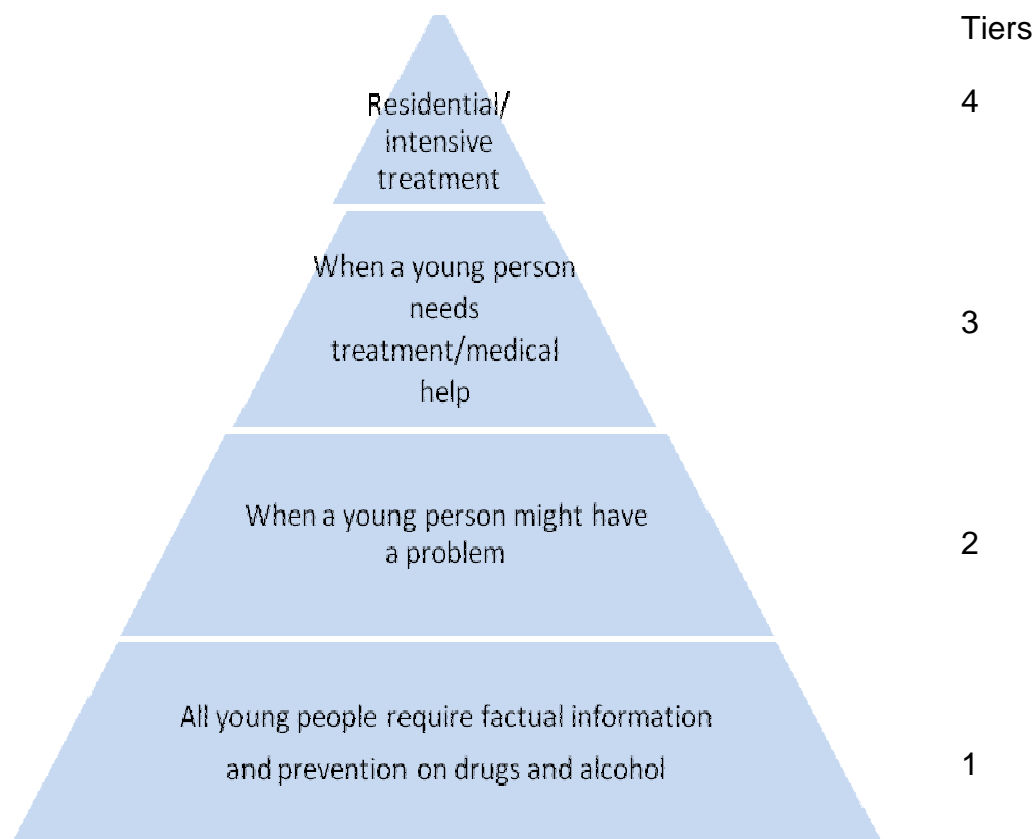 Tiers
Residential/
intensive
treatment
4
When a young person
needs
treatment/medical
help
3
When a young person might have
a problem
2
All young people require factual information
and prevention on drugs and alcohol
1